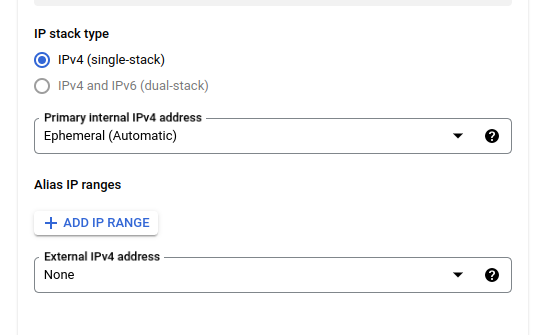 IP stack type
IPv4 (single-stack)
IPv4 and IPv6 (dual-stack)
Primary internal IPv4 address
Ephemeral (Automatic)
Alias IP ranges
+ ADD IP RANGE
External IPv4 address
None